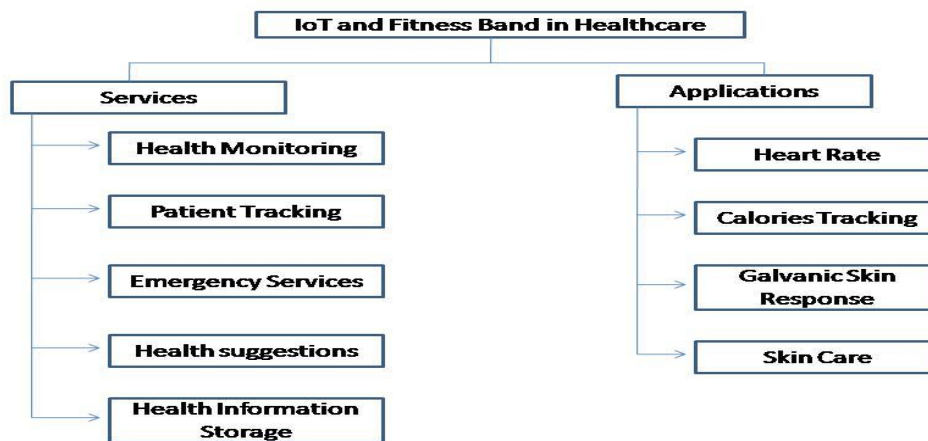 IoT and Fitness Band in Healthcare
Services
Health Monitoring
Patient Tracking
Emergency Services
Health suggestions
Health Information
Storage
Applications
Heart Rate
Calories Tracking
Galvanic Skin
Response
Skin Care